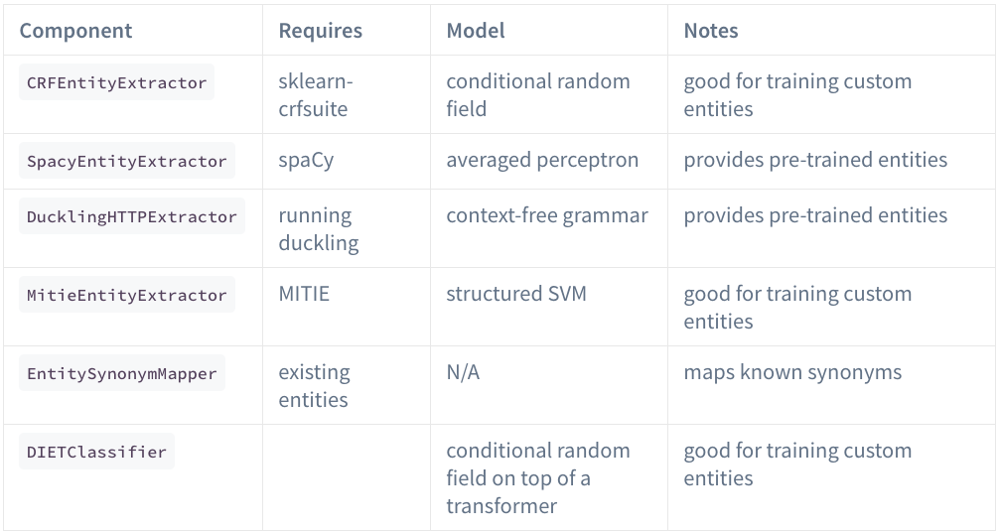 Component Requires Model Notes
CRFEntityExtractor sklearn- conditional random good for training custom
crfsuite field entities
SpacyEntityExtractor spaCy averaged perceptron provides pre-trained entities
DucklingHTTPExtractor running context-free grammar provides pre-trained entities
duckling
MitieEntityExtractor MITIE structured SVM good for training custom
entities
EntitySynonymMapper existing N/A maps known synonyms
entities
DIETClassifier conditional random good for training custom
field on top of a entities
transformer